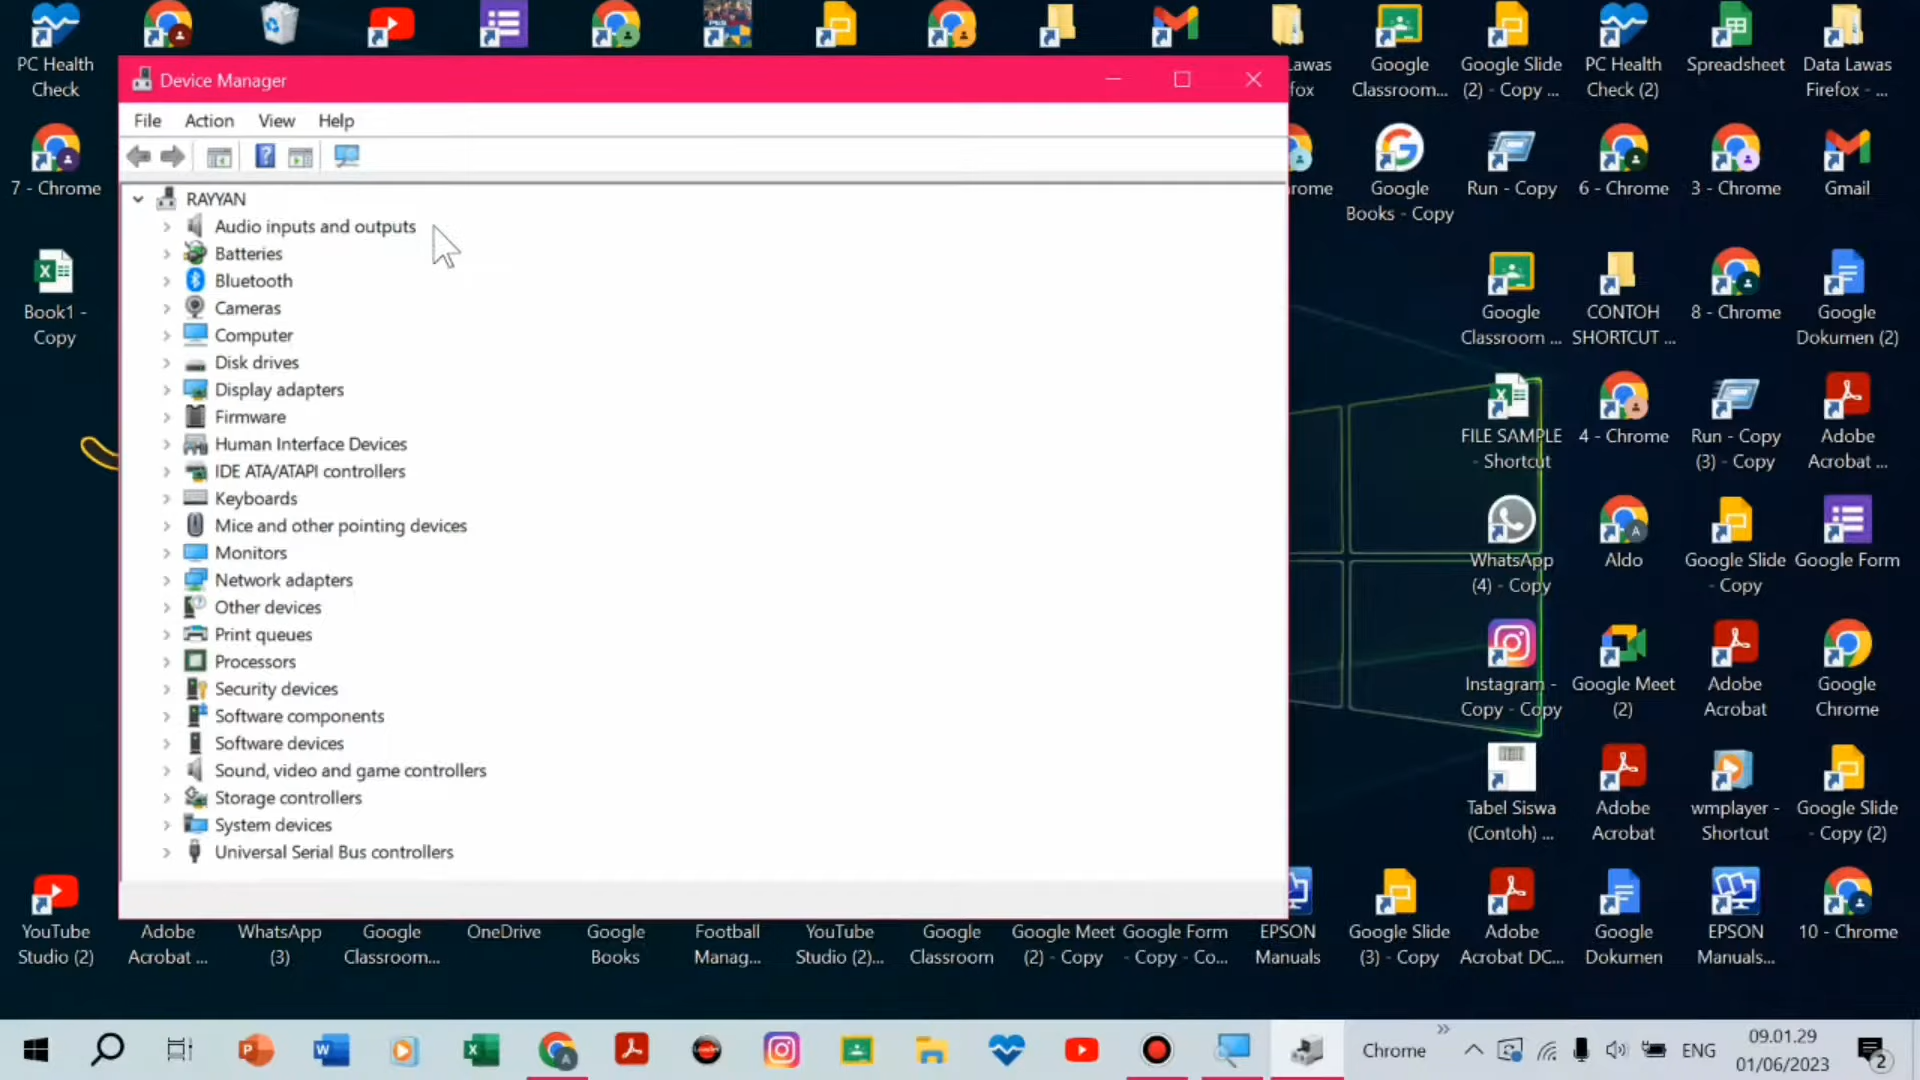 PC Health
Check
Device Manager
File Action View Help
RAYYAN
Audio inputs and outputs
Batteries
Bluetooth
Cameras
Computer
Disk drives
Display adapters
Firmware
Human Interface Devices
IDE ATA/ATAPI controllers
Keyboards
Mice and other pointing devices
Monitors
Network adapters
Other devices
Print queues
Processors
Security devices
Software components
Software devices
Sound, video and game controllers
Storage controllers
System devices
Universal Serial Bus controllers
7 - Chrome
Book1 -
Copy
Lawas
fox
Google
Classroom...
Google Slide
(2) - Copy ...
PC Health
Check (2)
Spreadsheet
Data Lawas
Firefox - ...
rome
Google
Books - Copy
Run - Copy
6 - Chrome
3 - Chrome
Gmail
Google
Classroom ...
CONTOH
SHORTCUT ...
8 - Chrome
Google
Dokumen (2)
FILE SAMPLE
- Shortcut
4 - Chrome
Run - Copy
(3) - Copy
Adobe
Acrobat ...
WhatsApp
(4) - Copy
Aldo
Google Slide
- Copy
Google Form
Instagram -
Copy - Copy
Google Meet
(2)
Adobe
Acrobat
Google
Chrome
Tabel Siswa
(Contoh) ...
Adobe
Acrobat
wmplayer -
Shortcut
Google Slide
- Copy (2)
YouTube
Studio (2)
Adobe
Acrobat ...
WhatsApp
(3)
Google
Classroom...
OneDrive
Google
Books
Football
Manag...
YouTube
Studio (2)...
Google
Classroom
Google Meet
(2) - Copy
Google Form
- Copy - Co...
EPSON
Manuals
Google Slide
(3) - Copy
Adobe
Acrobat DC...
Google
Dokumen
EPSON
Manuals...
10 - Chrome
Chrome
ENG
09.01.29
01/06/2023
2